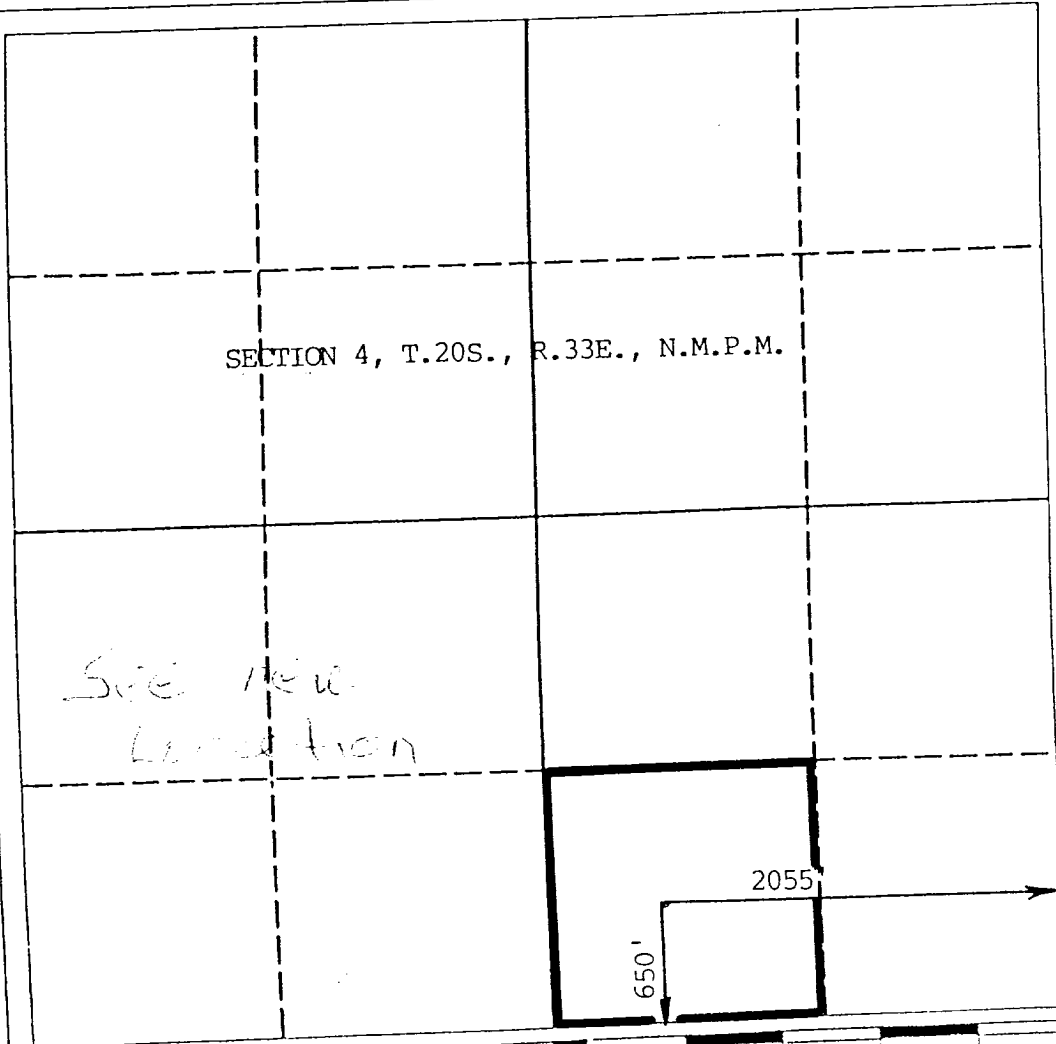 SECTION 4, T.20S., R.33E., N.M.P.M.
See new
Location
2055
650'